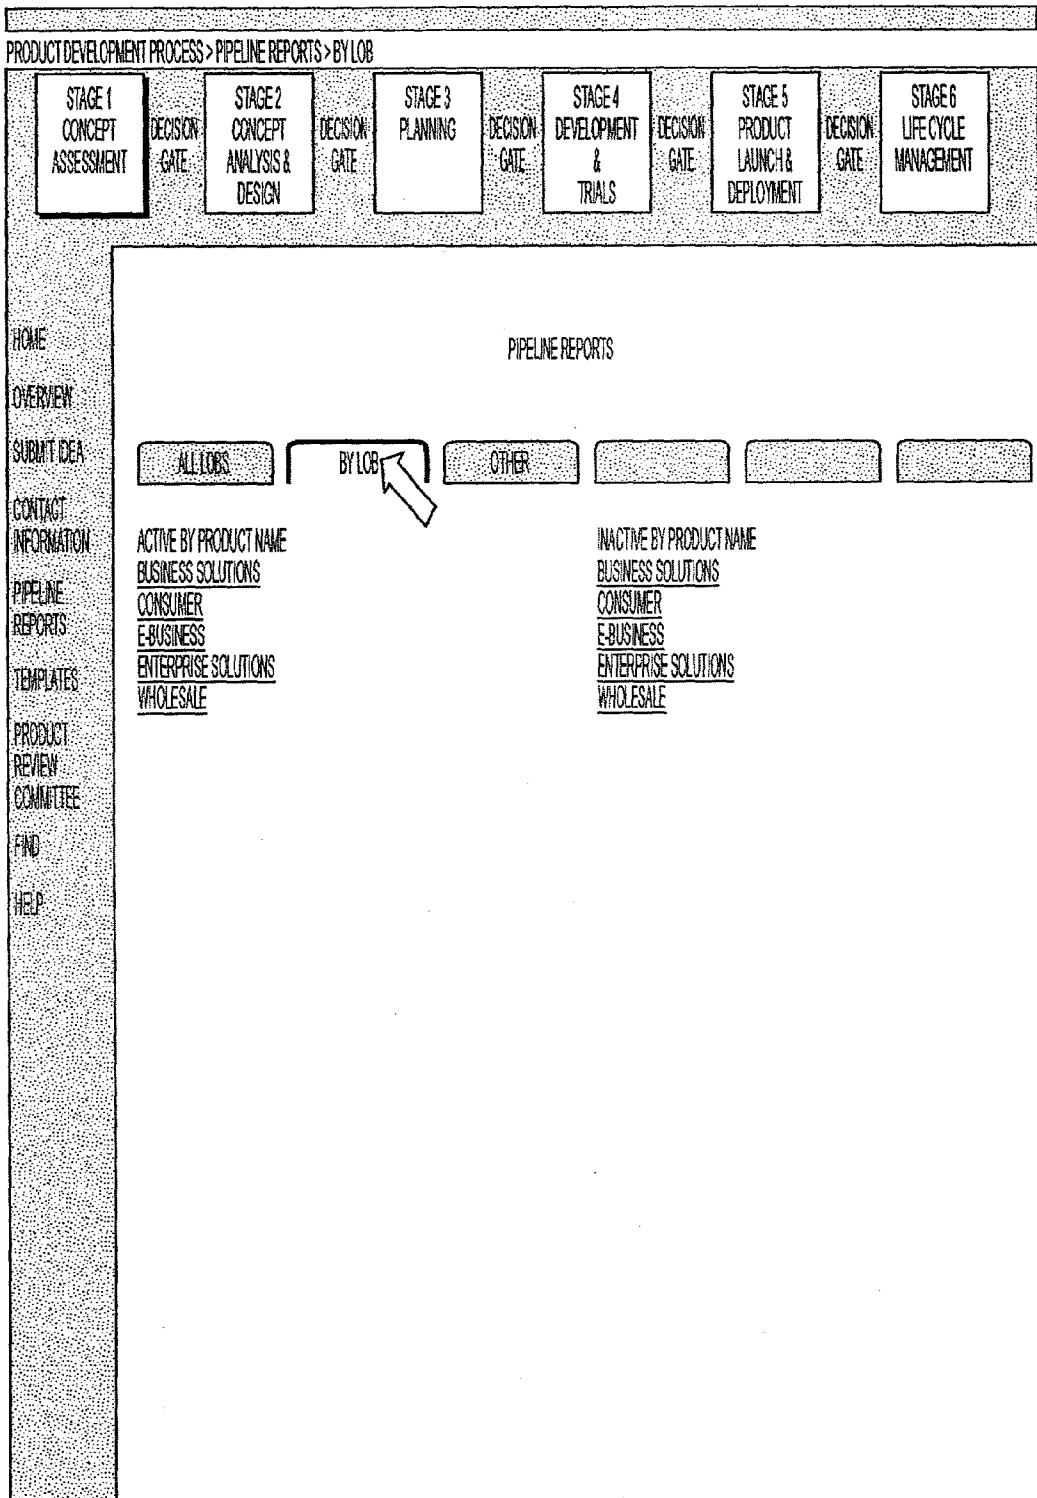 PRODUCT DEVELOPMENT PROCESS > PIPELINE REPORTS > BY LOB
STAGE 1
CONCEPT
ASSESSMENT
DECISION
GATE
STAGE 2
CONCEPT
ANALYSIS &
DESIGN
DECISION
GATE
STAGE 3
PLANNING
DECISION
GATE
STAGE 4
DEVELOPMENT
&
TRIALS
DECISION
GATE
STAGE 5
PRODUCT
LAUNCH &
DEPLOYMENT
DECISION
GATE
STAGE 6
LIFE CYCLE
MANAGEMENT
HOME
OVERVIEW
SUBMIT IDEA
CONTACT
INFORMATION
PIPELINE
REPORTS
TEMPLATES
PRODUCT
REVIEW
COMMITTEE
FIND
HELP
PIPELINE REPORTS
ALL LOBS
BY LOB
OTHER
ACTIVE BY PRODUCT NAME
BUSINESS SOLUTIONS
CONSUMER
E-BUSINESS
ENTERPRISE SOLUTIONS
WHOLESALE
INACTIVE BY PRODUCT NAME
BUSINESS SOLUTIONS
CONSUMER
E-BUSINESS
ENTERPRISE SOLUTIONS
WHOLESALE